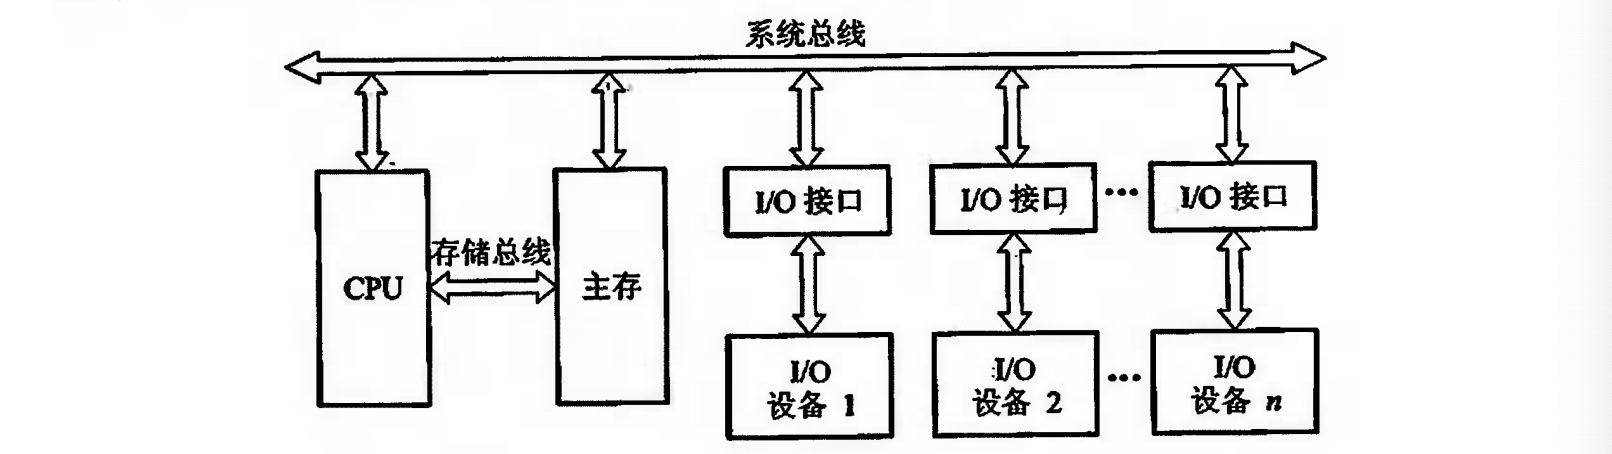 系统总线
I/O 接口
I/O 接口
...
I/O 接口
存储总线
CPU
主存
I/O
设备 1
I/O
设备 2
...
I/O
设备 n